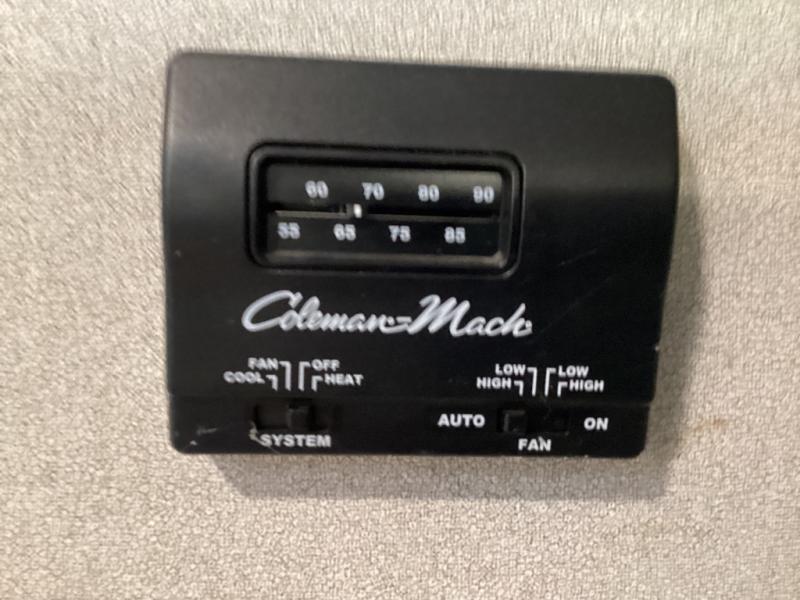 60 70 80 90
55 65 75 85
Coleman-Mach
FAN OFF
COOL HEAT
LOW LOW
HIGH HIGH
AUTO ON
SYSTEM
FAN